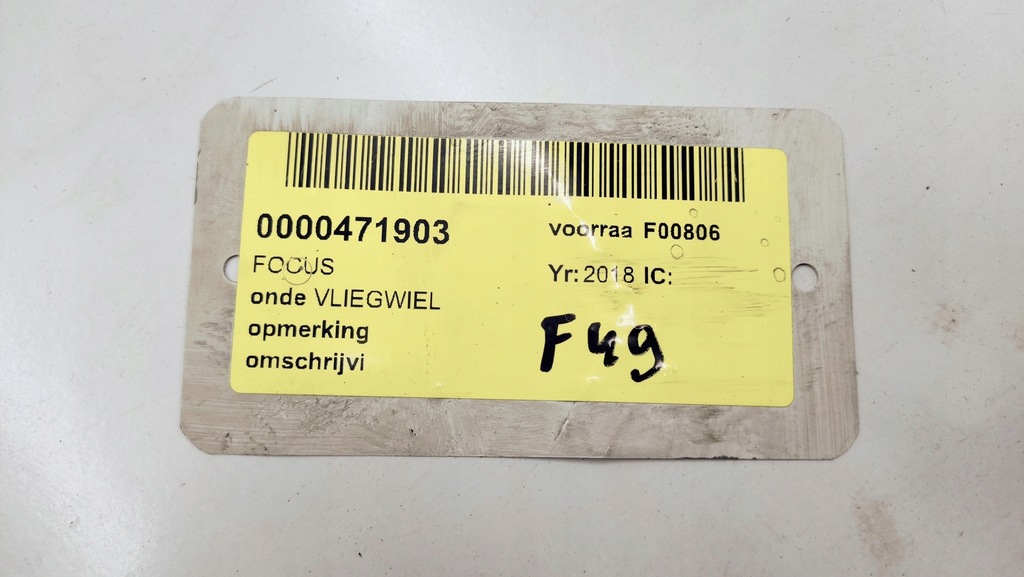 0000471903
voorraa F00806
FOCUS
Yr: 2018 IC:
onde VLIEGWIEL
opmerking
omschrijvi
F49